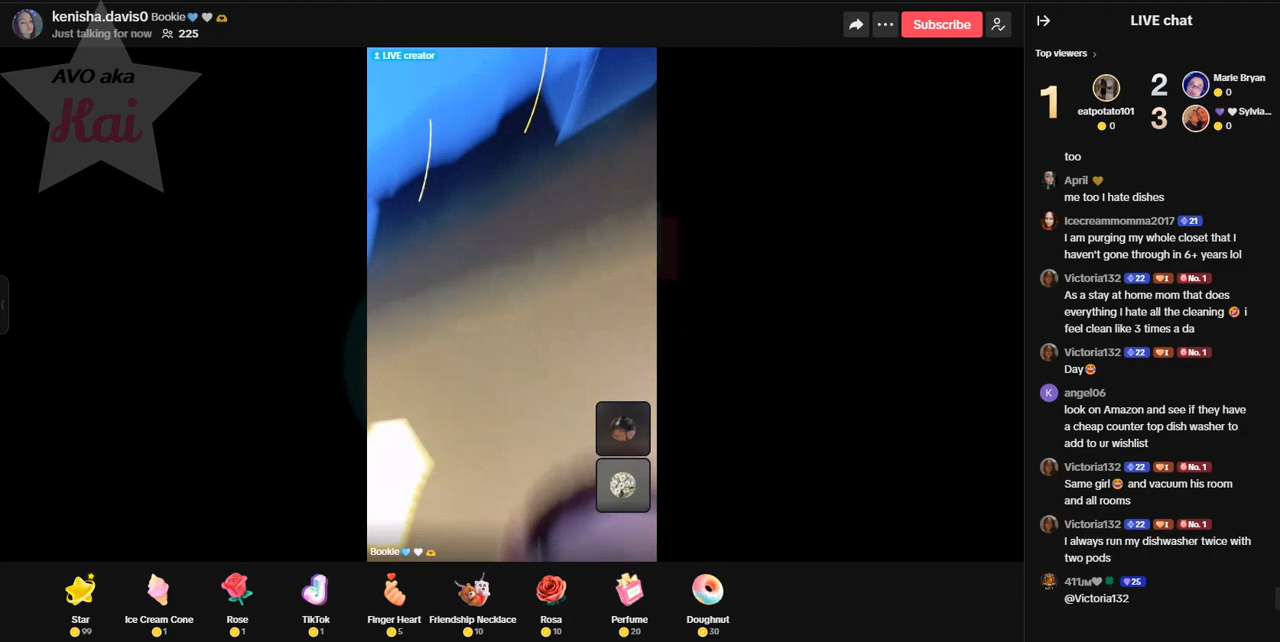 kenisha.davis0 Bookie💙🤍🫶
Just talking for now 225
AVO aka
Kai
Subscribe
LIVE creator
Bookie💙🤍🫶
LIVE chat
Top viewers
1
eatpotato101
0
2
Marie Bryan
0
3
💜🤍Sylvia...
0
too
April 💛
me too I hate dishes
Icecreammomma2017 21
I am purging my whole closet that I
haven't gone through in 6+ years lol
Victoria132 22 I No. 1
As a stay at home mom that does
everything I hate all the cleaning 🤣 i
feel clean like 3 times a da
Victoria132 22 I No. 1
Day😂
K angel06
look on Amazon and see if they have
a cheap counter top dish washer to
add to ur wishlist
Victoria132 22 I No. 1
Same girl😂 and vacuum his room
and all rooms
Victoria132 22 I No. 1
I always run my dishwasher twice with
two pods
411JM🤍🍀 25
@Victoria132
Star
99
Ice Cream Cone
1
Rose
1
TikTok
1
Finger Heart
5
Friendship Necklace
10
Rosa
10
Perfume
20
Doughnut
30